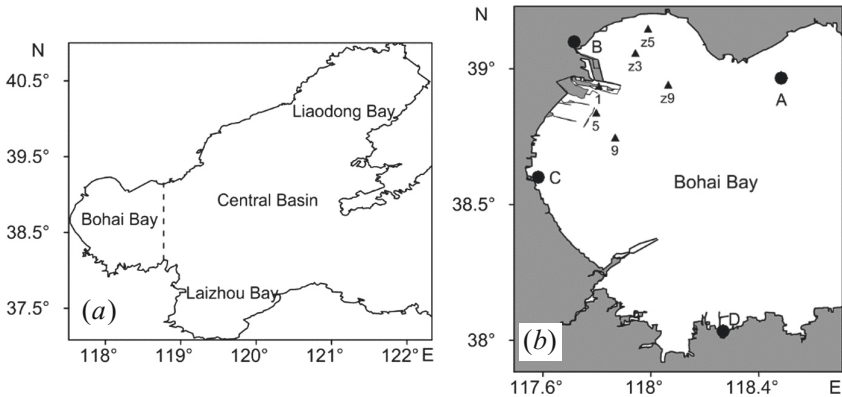 N
40.5°
39.5°
38.5°
37.5°
Liaodong Bay
Central Basin
Bohai Bay
Laizhou Bay
(a)
118° 119° 120° 121° 122° E
N
39°
38.5°
38°
B
z5
z3
z9
A
1
5
9
C
Bohai Bay
D
(b)
117.6° 118° 118.4° E